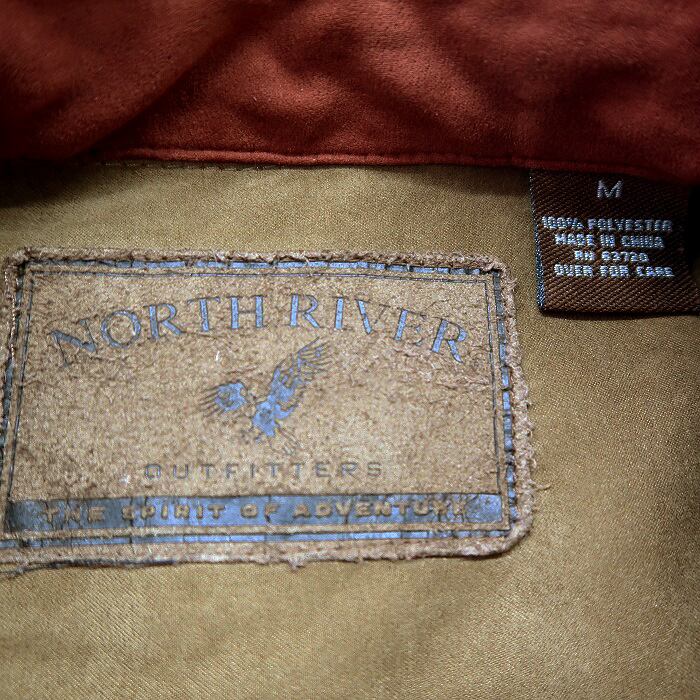 M
100% POLYESTER
MADE IN CHINA
RN 63720
OVER FOR CARE
NORTH RIVER
OUTFITTERS
THE SPIRIT OF ADVENTURE